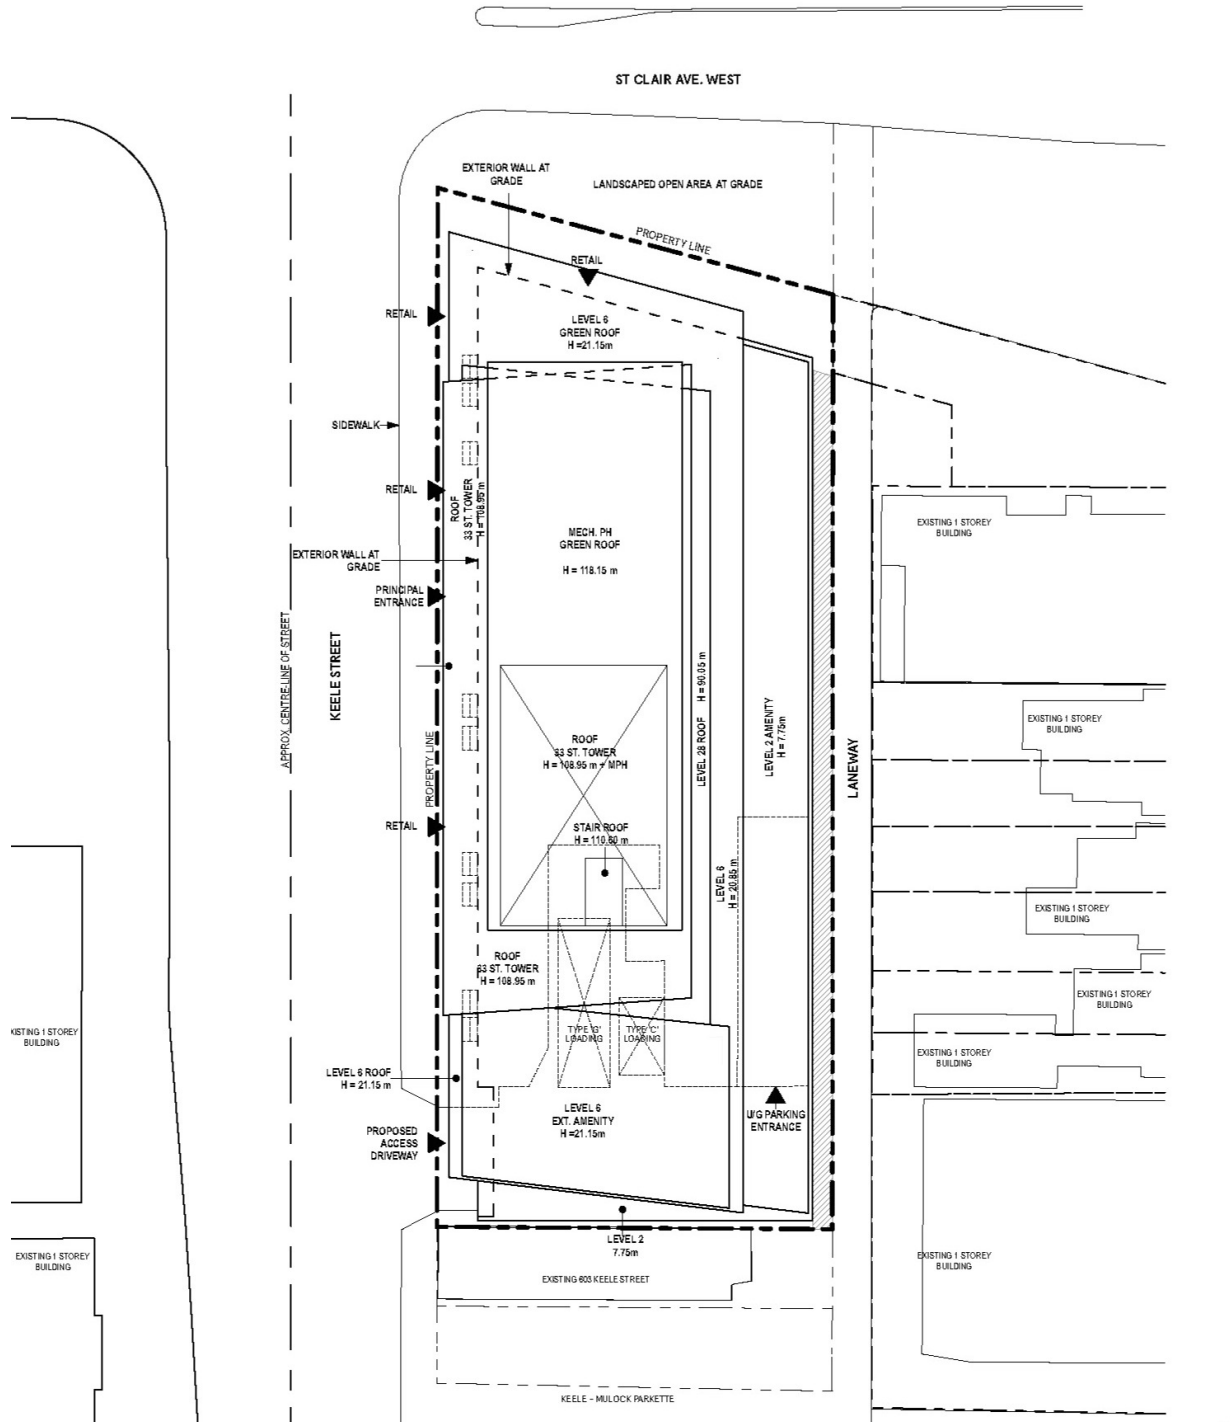 ST CLAIR AVE. WEST
EXTERIOR WALL AT
GRADE
LANDSCAPED OPEN AREA AT GRADE
PROPERTY LINE
RETAIL
RETAIL
LEVEL 6
GREEN ROOF
H =21.15m
SIDEWALK
RETAIL
ROOF
33 ST. TOWER
H = 108.95 m
EXISTING 1 STOREY
BUILDING
MECH. PH
GREEN ROOF
H = 118.15 m
EXTERIOR WALL AT
GRADE
PRINCIPAL
ENTRANCE
APPROX. CENTRE-LINE OF STREET
KEELE STREET
PROPERTY LINE
ROOF
33 ST. TOWER
H = 108.95 m + MPH
LEVEL 28 ROOF H = 90.05 m
LEVEL 2 AMENITY
H = 7.75m
LANEWAY
EXISTING 1 STOREY
BUILDING
RETAIL
STAIR ROOF
H = 110.60 m
LEVEL 6
H = 20.85 m
EXISTING 1 STOREY
BUILDING
ROOF
33 ST. TOWER
H = 108.95 m
EXISTING 1 STOREY
BUILDING
XISTING 1 STOREY
BUILDING
TYPE 'G'
LOADING
TYPE 'C'
LOADING
EXISTING 1 STOREY
BUILDING
LEVEL 6 ROOF
H = 21.15 m
LEVEL 6
EXT. AMENITY
H =21.15m
U/G PARKING
ENTRANCE
PROPOSED
ACCESS
DRIVEWAY
LEVEL 2
7.75m
EXISTING 1 STOREY
BUILDING
EXISTING 1 STOREY
BUILDING
EXISTING 603 KEELE STREET
KEELE - MULOCK PARKETTE